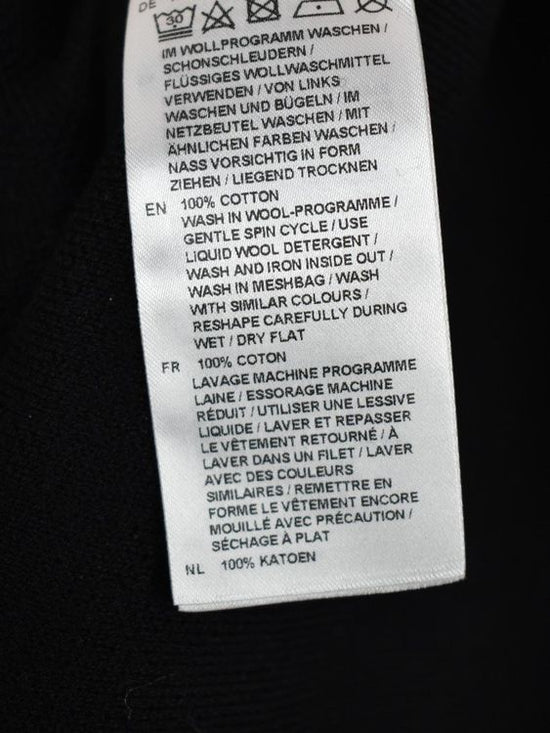 DE
30
IM WOLLPROGRAMM WASCHEN /
SCHONSCHLEUDERN /
FLÜSSIGES WOLLWASCHMITTEL
VERWENDEN / VON LINKS
WASCHEN UND BÜGELN / IM
NETZBEUTEL WASCHEN / MIT
ÄHNLICHEN FARBEN WASCHEN /
NASS VORSICHTIG IN FORM
ZIEHEN / LIEGEND TROCKNEN
EN 100% COTTON
WASH IN WOOL-PROGRAMME /
GENTLE SPIN CYCLE / USE
LIQUID WOOL DETERGENT /
WASH AND IRON INSIDE OUT /
WASH IN MESHBAG / WASH
WITH SIMILAR COLOURS /
RESHAPE CAREFULLY DURING
WET / DRY FLAT
FR 100% COTON
LAVAGE MACHINE PROGRAMME
LAINE / ESSORAGE MACHINE
RÉDUIT / UTILISER UNE LESSIVE
LIQUIDE / LAVER ET REPASSER
LE VÊTEMENT RETOURNÉ / À
LAVER DANS UN FILET / LAVER
AVEC DES COULEURS
SIMILAIRES / REMETTRE EN
FORME LE VÊTEMENT ENCORE
MOUILLÉ AVEC PRÉCAUTION /
SÉCHAGE À PLAT
NL 100% KATOEN